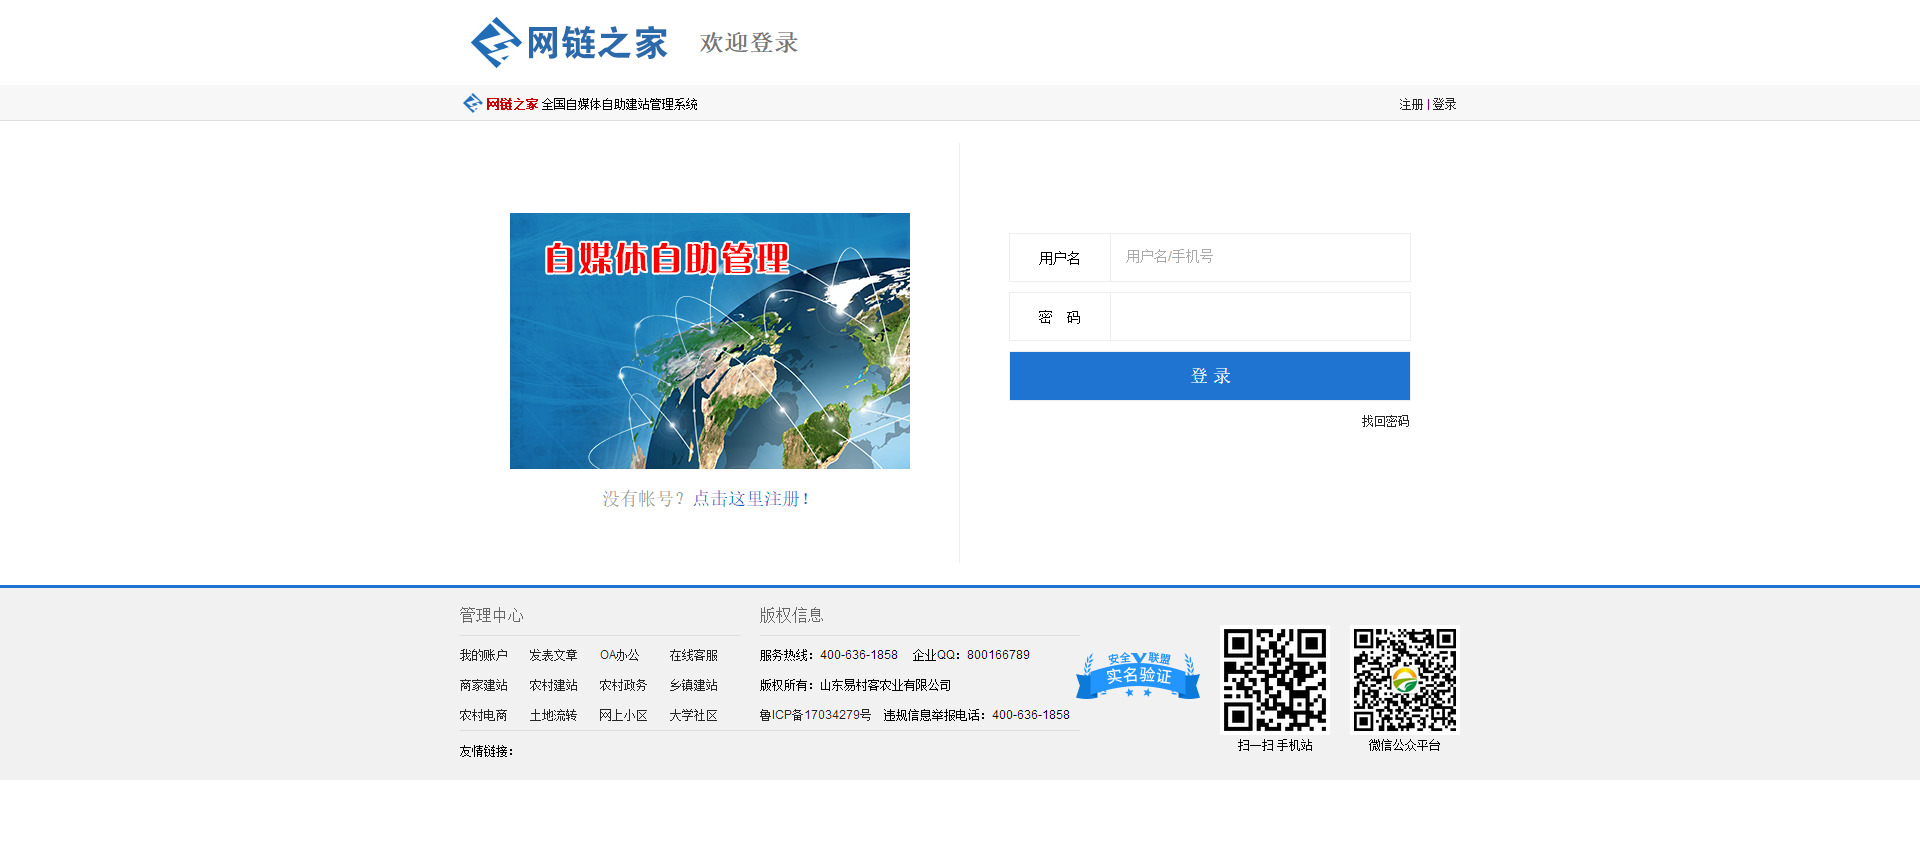 网链之家 欢迎登录
网链之家 全国自媒体自助建站管理系统 注册 | 登录
自媒体自助管理
没有帐号？点击这里注册！
用户名 用户名/手机号
密 码
登 录
找回密码
管理中心
我的账户 发表文章 OA办公 在线客服
商家建站 农村建站 农村政务 乡镇建站
农村电商 土地流转 网上小区 大学社区
版权信息
服务热线：400-636-1858 企业QQ：800166789
版权所有：山东易村客农业有限公司
鲁ICP备17034279号 违规信息举报电话：400-636-1858
安全V联盟
实名验证
扫一扫 手机站
微信公众平台
友情链接：